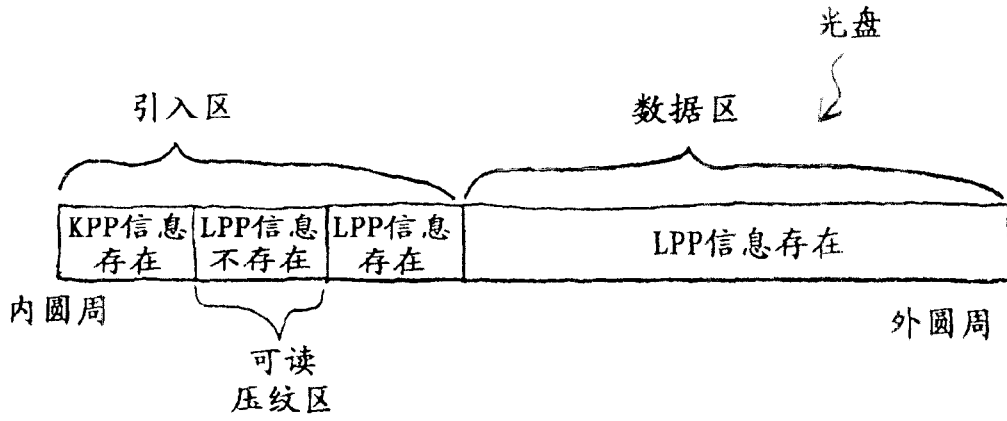 光盘
引入区
数据区
KPP信息
存在
LPP信息
不存在
LPP信息
存在
LPP信息存在
内圆周
外圆周
可读
压纹区